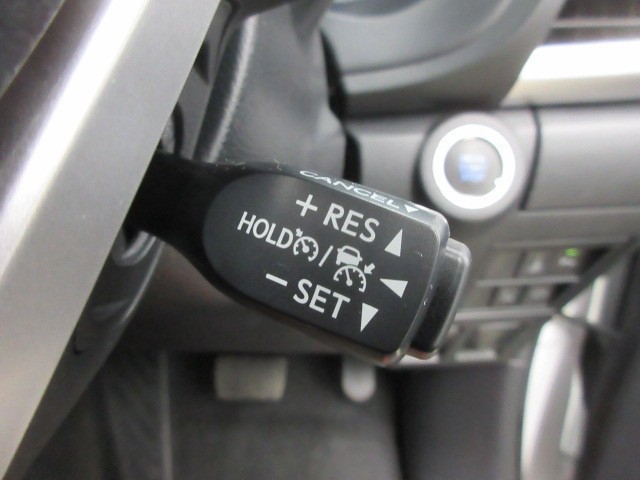 CANCEL
+ RES
HOLD /
− SET